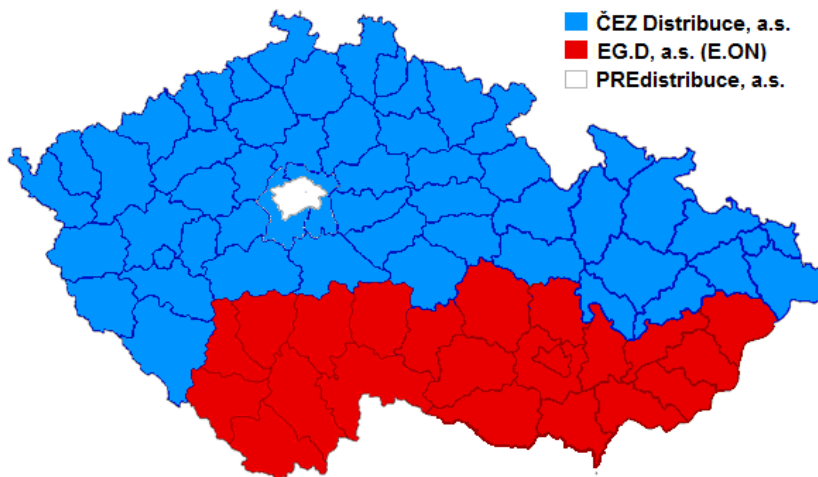 ČEZ Distribuce, a.s.
EG.D, a.s. (E.ON)
PREdistribuce, a.s.